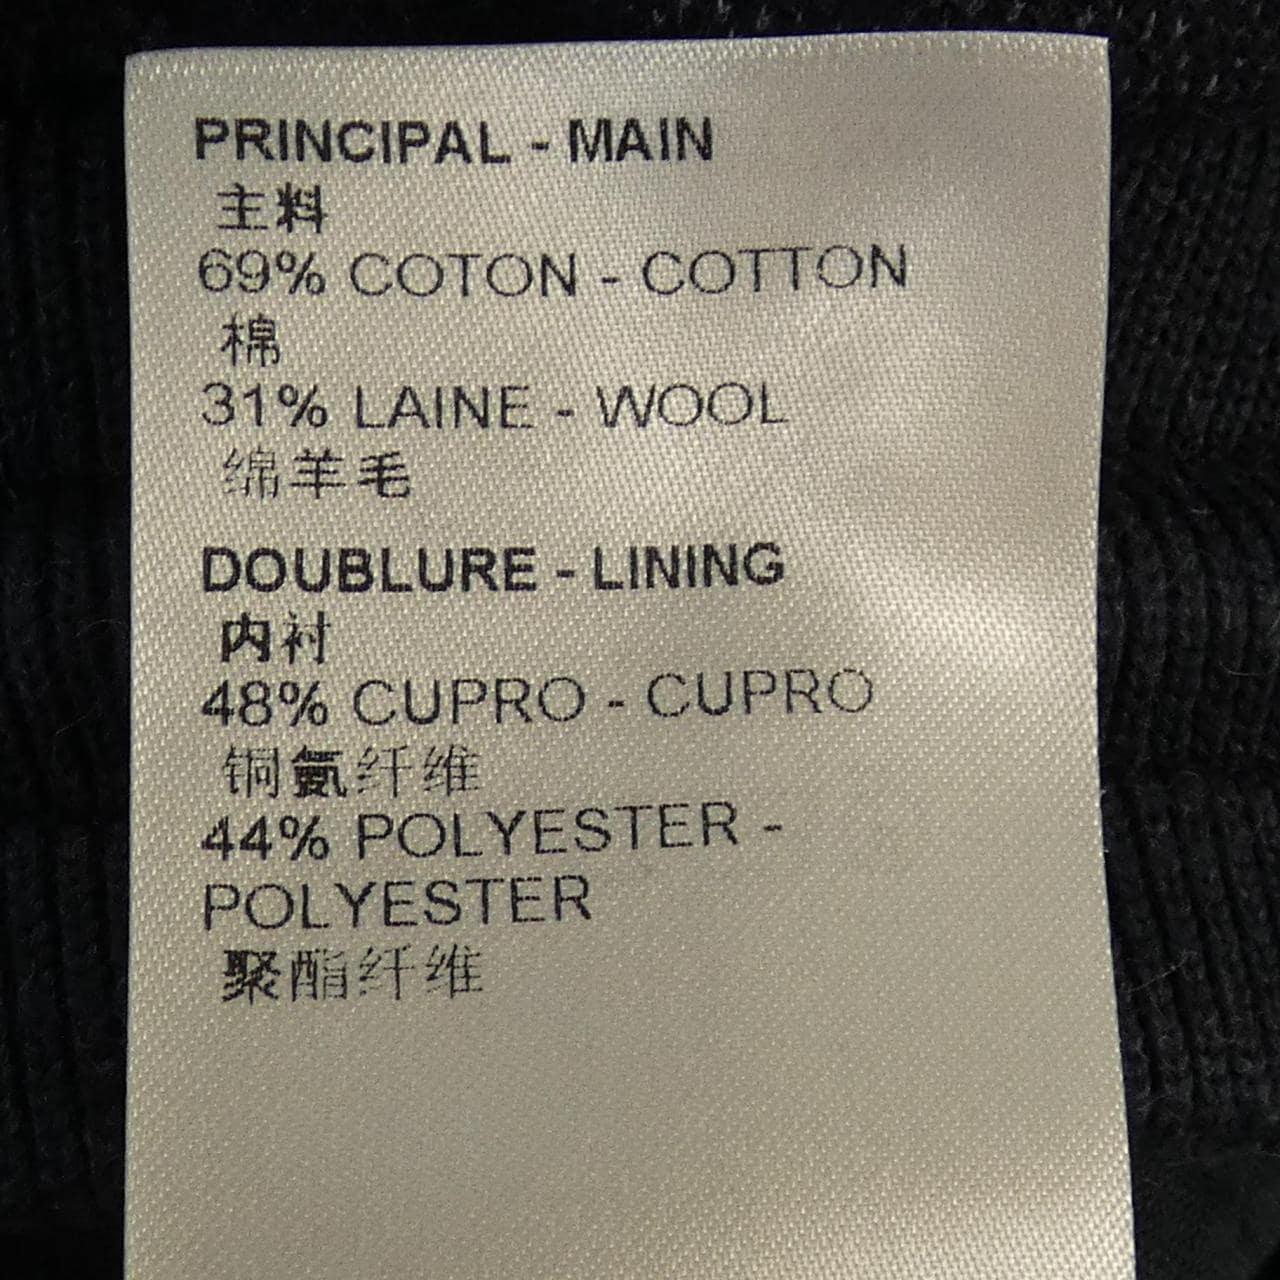 PRINCIPAL - MAIN
主料
69% COTON - COTTON
棉
31% LAINE - WOOL
绵羊毛
DOUBLURE - LINING
内衬
48% CUPRO - CUPRO
铜氨纤维
44% POLYESTER -
POLYESTER
聚酯纤维